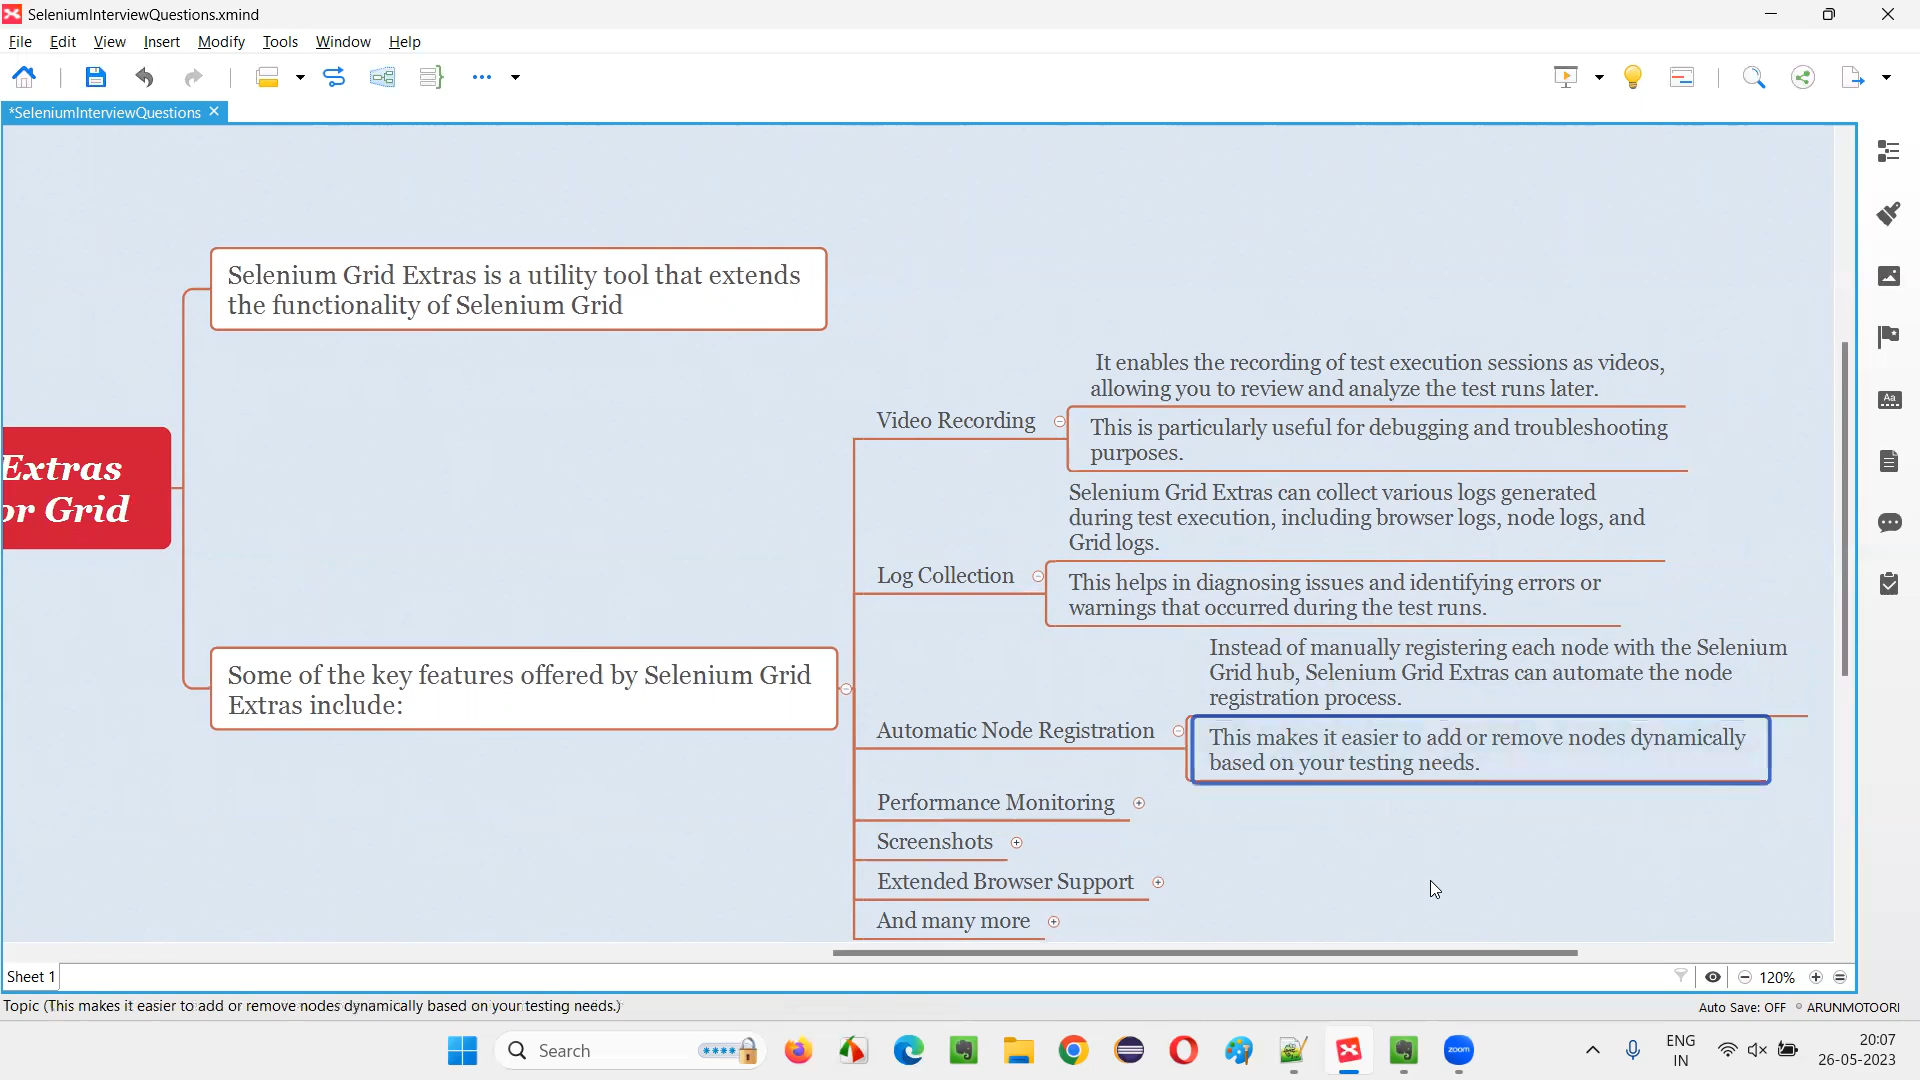 SeleniumInterviewQuestions.xmind
File Edit View Insert Modify Tools Window Help
*SeleniumInterviewQuestions
Selenium Grid Extras is a utility tool that extends
the functionality of Selenium Grid
It enables the recording of test execution sessions as videos,
allowing you to review and analyze the test runs later.
Video Recording
This is particularly useful for debugging and troubleshooting
purposes.
Extras
or Grid
Selenium Grid Extras can collect various logs generated
during test execution, including browser logs, node logs, and
Grid logs.
Log Collection
This helps in diagnosing issues and identifying errors or
warnings that occurred during the test runs.
Some of the key features offered by Selenium Grid
Extras include:
Instead of manually registering each node with the Selenium
Grid hub, Selenium Grid Extras can automate the node
registration process.
Automatic Node Registration
This makes it easier to add or remove nodes dynamically
based on your testing needs.
Performance Monitoring
Screenshots
Extended Browser Support
And many more
Aa
Sheet 1
120%
Topic (This makes it easier to add or remove nodes dynamically based on your testing needs.)
Auto Save: OFF ARUNMOTOORI
Search
zoom
ENG
IN
20:07
26-05-2023